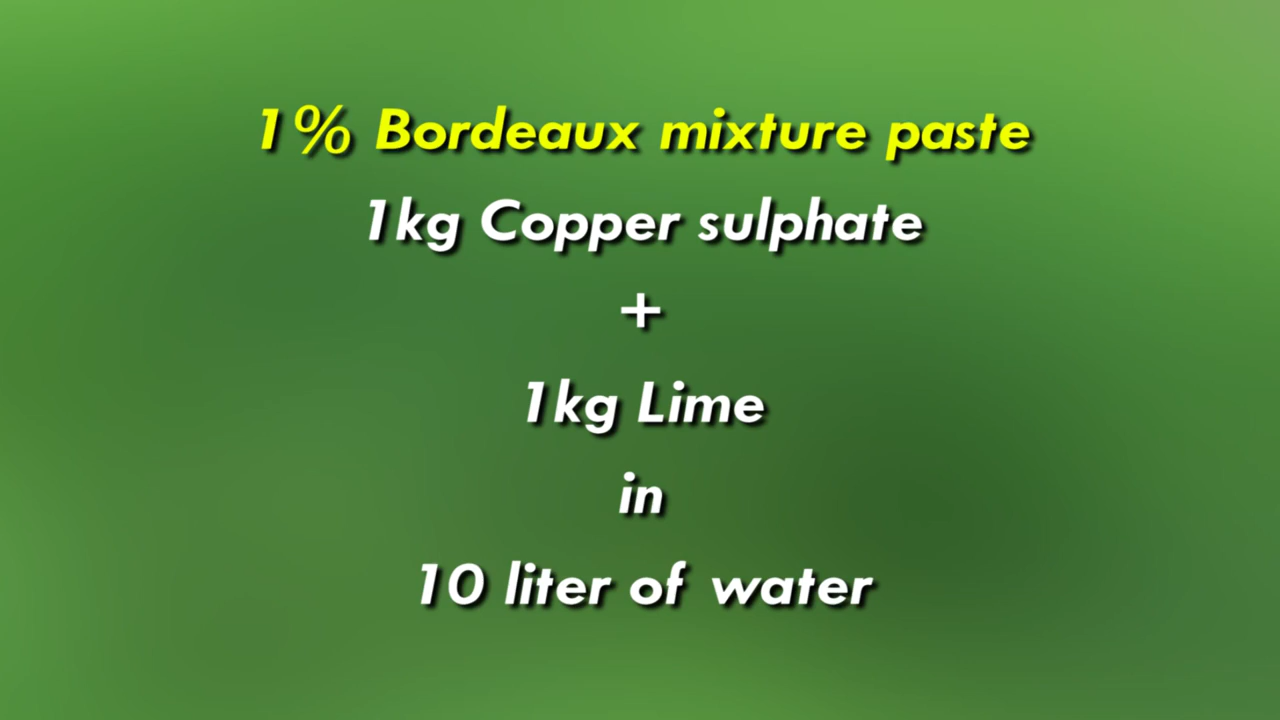 1% Bordeaux mixture paste
1kg Copper sulphate
+
1kg Lime
in
10 liter of water